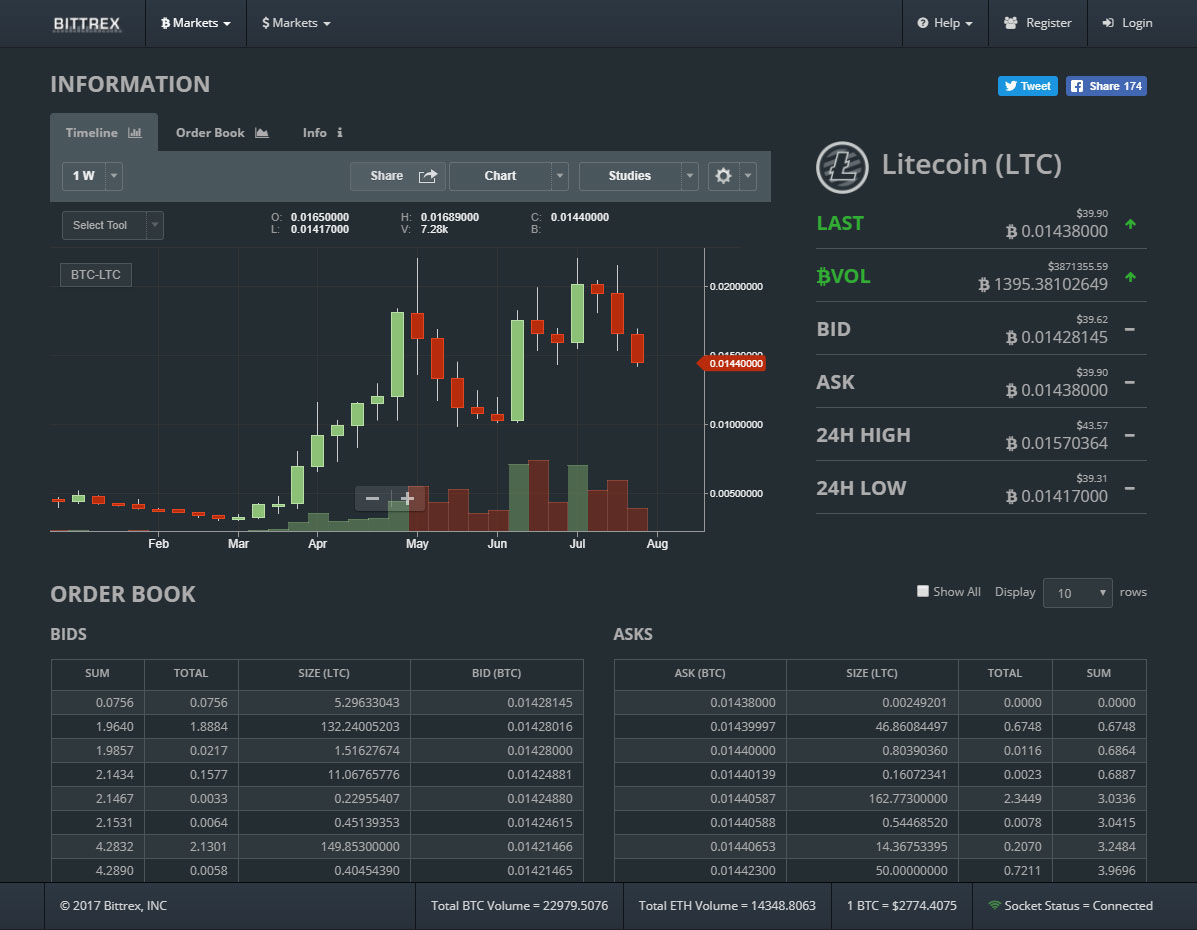 BITTREX
Ƀ Markets
$ Markets
Help
Register
Login
INFORMATION
Tweet
Share 174
Timeline
Order Book
Info
1 W
Share
Chart
Studies
Select Tool
O: 0.01650000 H: 0.01689000 C: 0.01440000
L: 0.01417000 V: 7.28k B:
BTC-LTC
0.02000000
0.01440000
0.01000000
0.00500000
Feb Mar Apr May Jun Jul Aug
Litecoin (LTC)
$39.90
LAST Ƀ 0.01438000
$3871355.59
ɃVOL Ƀ 1395.38102649
$39.62
BID Ƀ 0.01428145
$39.90
ASK Ƀ 0.01438000
$43.57
24H HIGH Ƀ 0.01570364
$39.31
24H LOW Ƀ 0.01417000
ORDER BOOK
Show All Display 10 rows
BIDS
SUM TOTAL SIZE (LTC) BID (BTC)
0.0756 0.0756 5.29633043 0.01428145
1.9640 1.8884 132.24005203 0.01428016
1.9857 0.0217 1.51627674 0.01428000
2.1434 0.1577 11.06765776 0.01424881
2.1467 0.0033 0.22955407 0.01424880
2.1531 0.0064 0.45139353 0.01424615
4.2832 2.1301 149.85300000 0.01421466
4.2890 0.0058 0.40454390 0.01421465
ASKS
ASK (BTC) SIZE (LTC) TOTAL SUM
0.01438000 0.00249201 0.0000 0.0000
0.01439997 46.86084497 0.6748 0.6748
0.01440000 0.80390360 0.0116 0.6864
0.01440139 0.16072341 0.0023 0.6887
0.01440587 162.77300000 2.3449 3.0336
0.01440588 0.54468520 0.0078 3.0415
0.01440653 14.36753395 0.2070 3.2484
0.01442300 50.00000000 0.7211 3.9696
© 2017 Bittrex, INC
Total BTC Volume = 22979.5076
Total ETH Volume = 14348.8063
1 BTC = $2774.4075
Socket Status = Connected